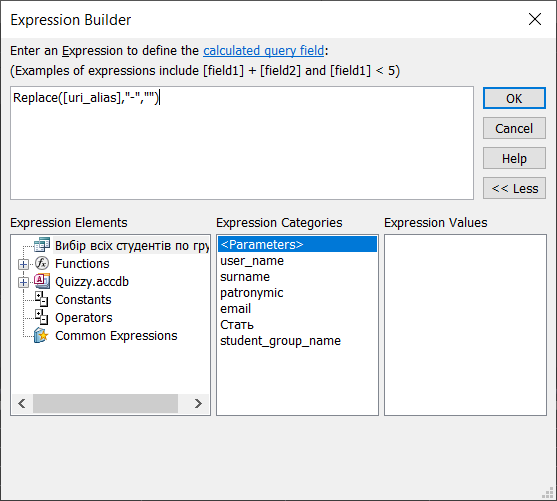 Expression Builder
Enter an Expression to define the calculated query field:
(Examples of expressions include [field1] + [field2] and [field1] < 5)
Replace([uri_alias],"-","")
OK
Cancel
Help
<< Less
Expression Elements
Вибір всіх студентів по гру
Functions
Quizzy.accdb
Constants
Operators
Common Expressions
Expression Categories
<Parameters>
user_name
surname
patronymic
email
Стать
student_group_name
Expression Values